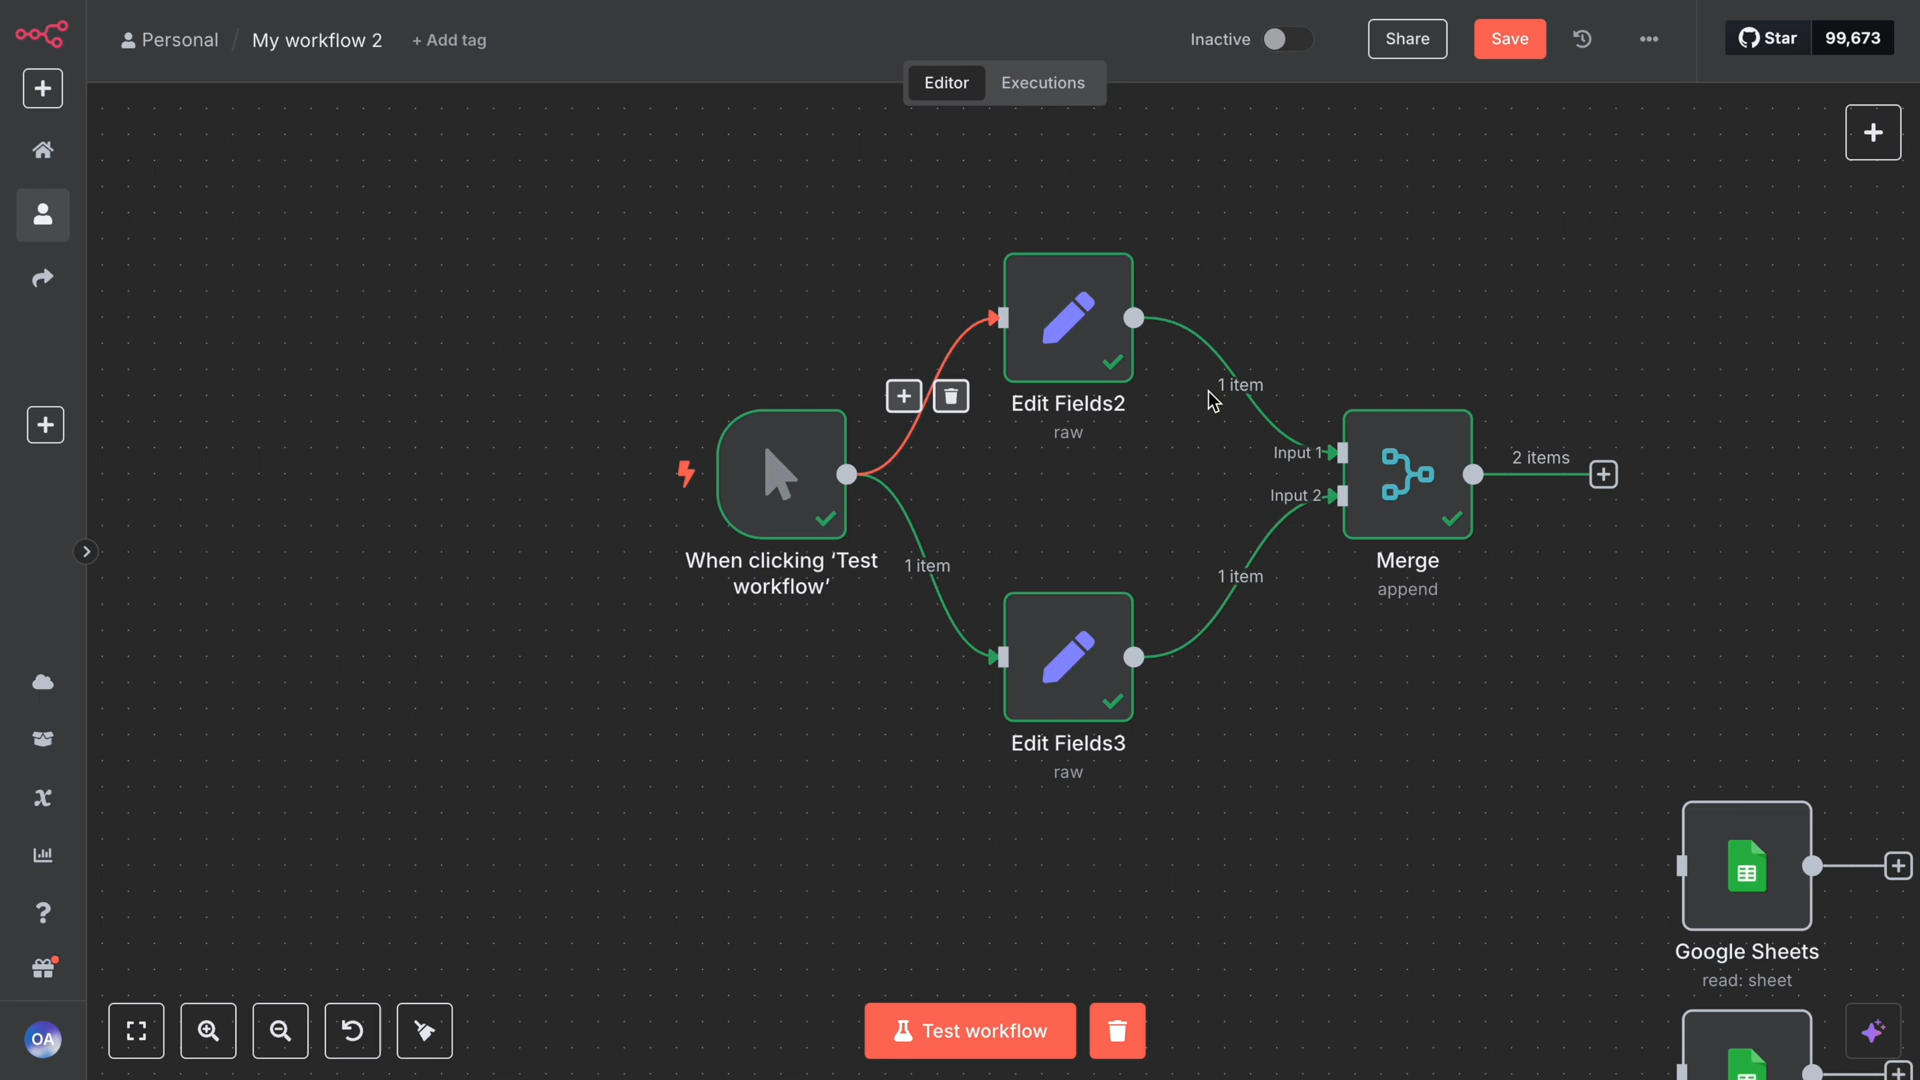 Personal / My workflow 2 + Add tag
Inactive
Share
Save
Star 99,673
Editor Executions
Edit Fields2
raw
1 item
Input 1
Input 2
2 items
When clicking ‘Test
workflow’
1 item
1 item
Merge
append
Edit Fields3
raw
Google Sheets
read: sheet
OA
Test workflow